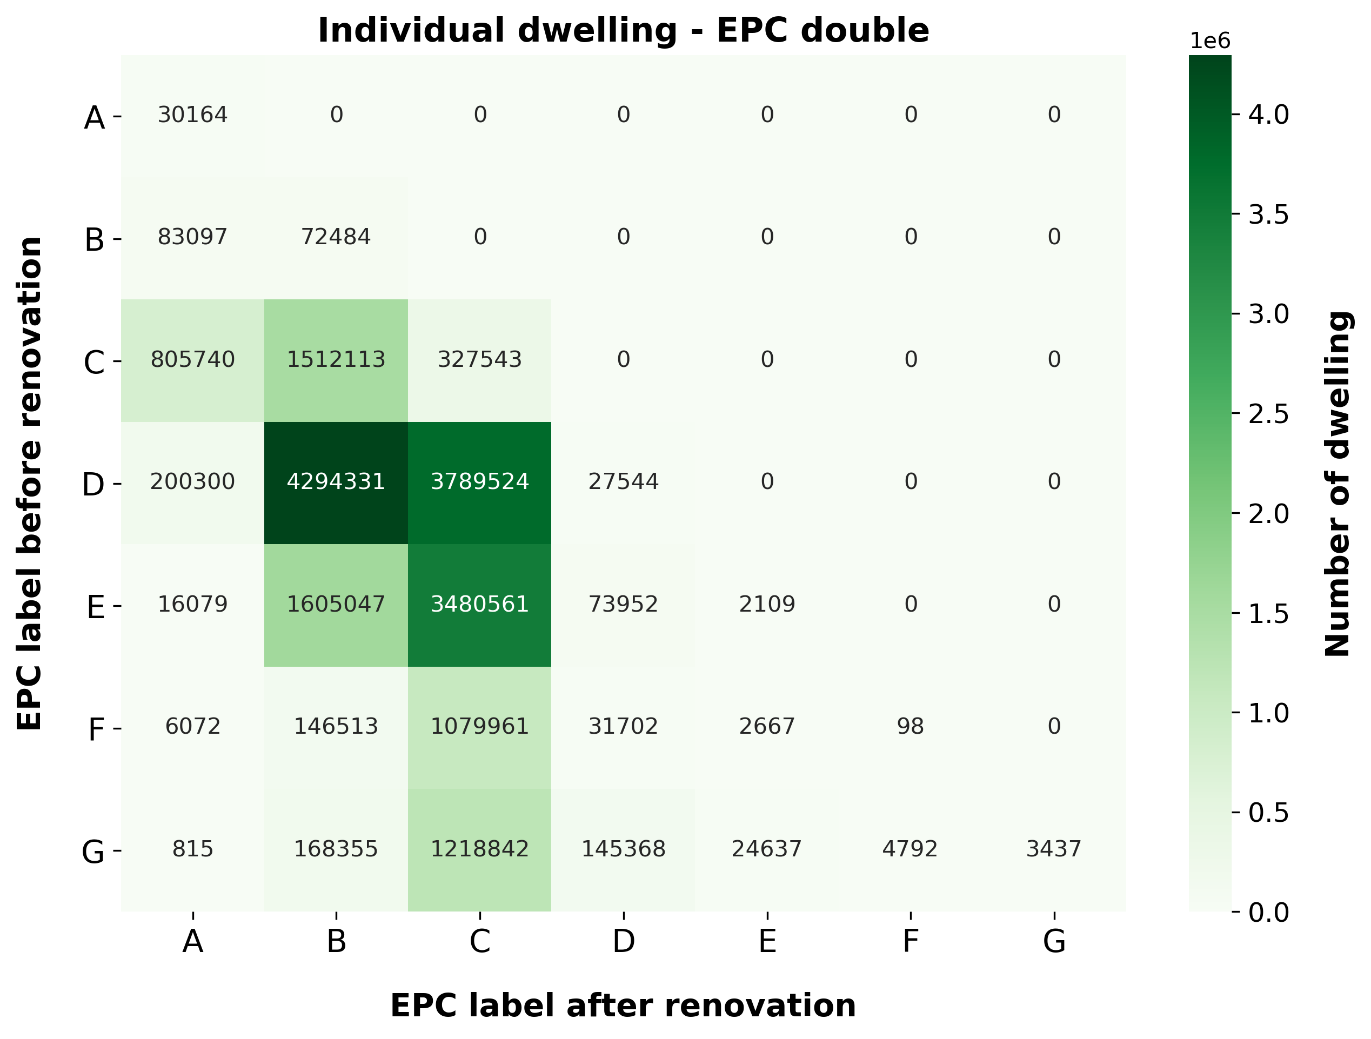 Individual dwelling - EPC double
1e6
A 30164 0 0 0 0 0 0
B 83097 72484 0 0 0 0 0
C 805740 1512113 327543 0 0 0 0
D 200300 4294331 3789524 27544 0 0 0
E 16079 1605047 3480561 73952 2109 0 0
F 6072 146513 1079961 31702 2667 98 0
G 815 168355 1218842 145368 24637 4792 3437
A B C D E F G
EPC label after renovation
EPC label before renovation
4.0
3.5
3.0
2.5
2.0
1.5
1.0
0.5
0.0
Number of dwelling